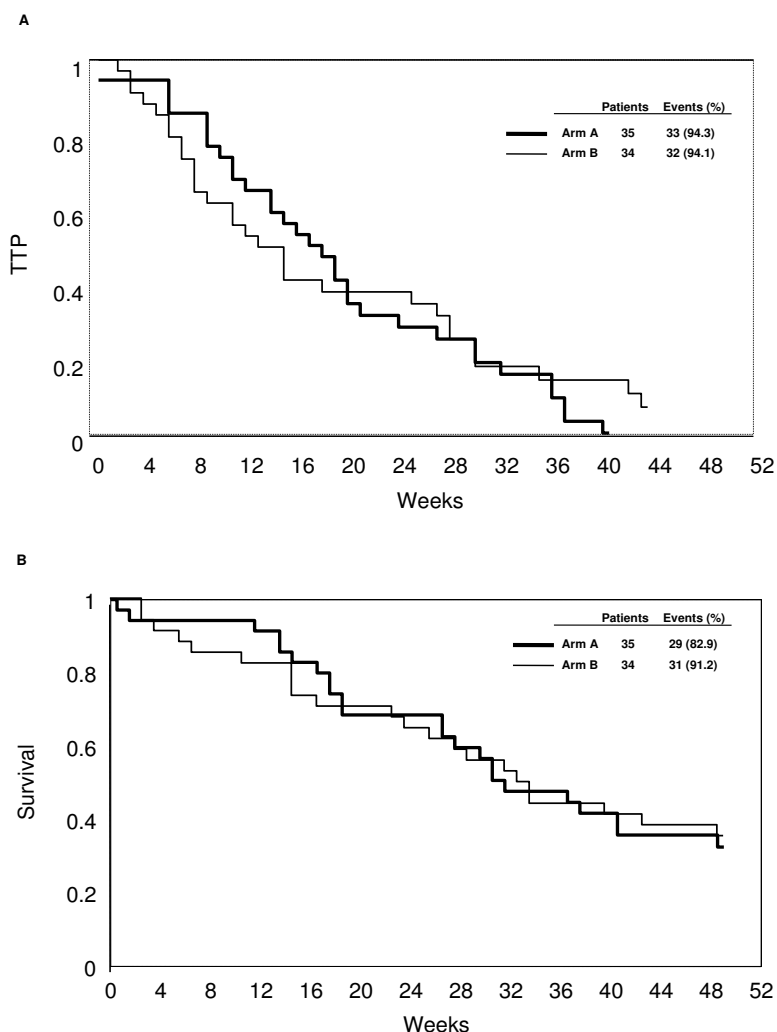 A
Patients Events (%)
Arm A 35 33 (94.3)
Arm B 34 32 (94.1)
1
0.8
0.6
0.4
0.2
0
TTP
0 4 8 12 16 20 24 28 32 36 40 44 48 52
Weeks
B
Patients Events (%)
Arm A 35 29 (82.9)
Arm B 34 31 (91.2)
1
0.8
0.6
0.4
0.2
0
Survival
0 4 8 12 16 20 24 28 32 36 40 44 48 52
Weeks